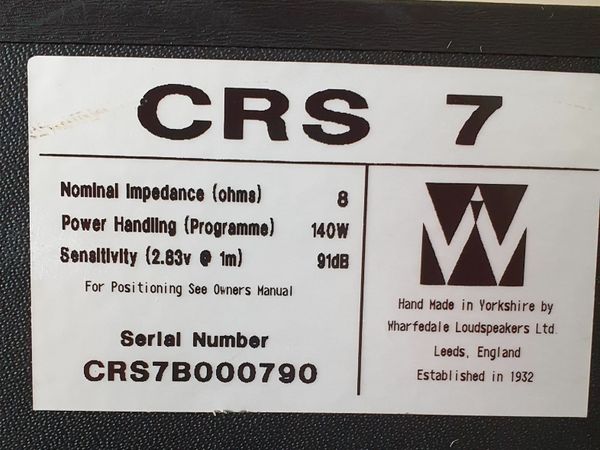 CRS 7
Nominal Impedance (ohms) 8
Power Handling (Programme) 140W
Sensitivity (2.83v @ 1m) 91dB
For Positioning See Owners Manual
Serial Number
CRS7B000790
W
Hand Made in Yorkshire by
Wharfedale Loudspeakers Ltd.
Leeds, England
Established in 1932